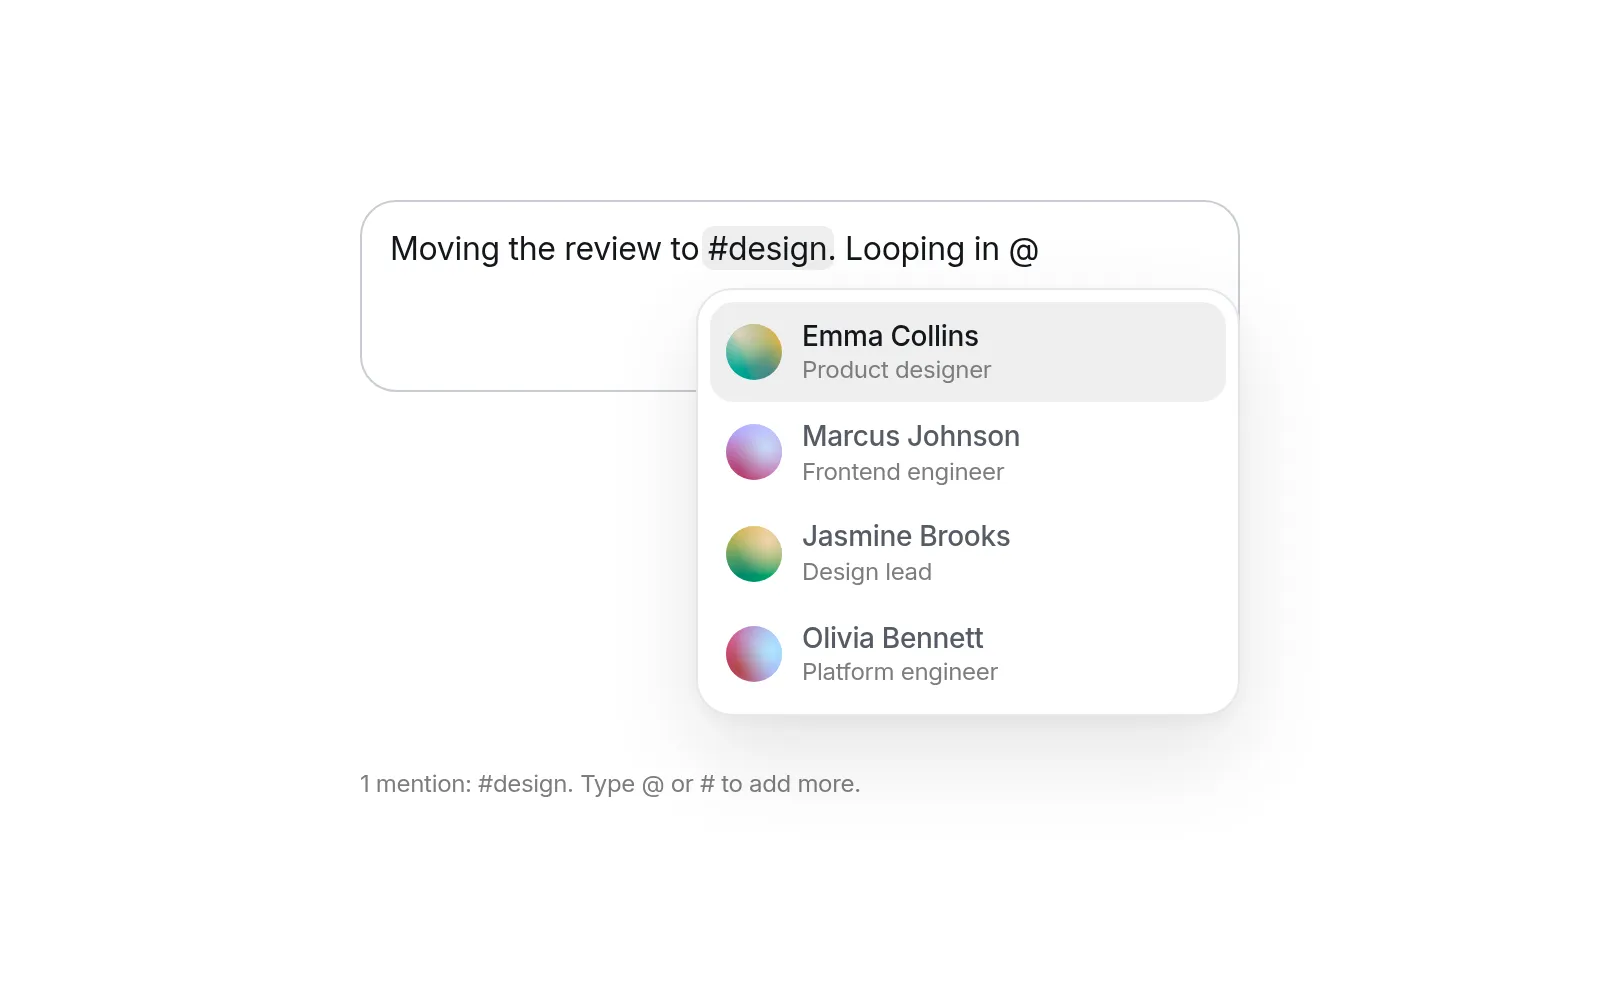 Moving the review to #design. Looping in @
Emma Collins
Product designer
Marcus Johnson
Frontend engineer
Jasmine Brooks
Design lead
Olivia Bennett
Platform engineer
1 mention: #design. Type @ or # to add more.